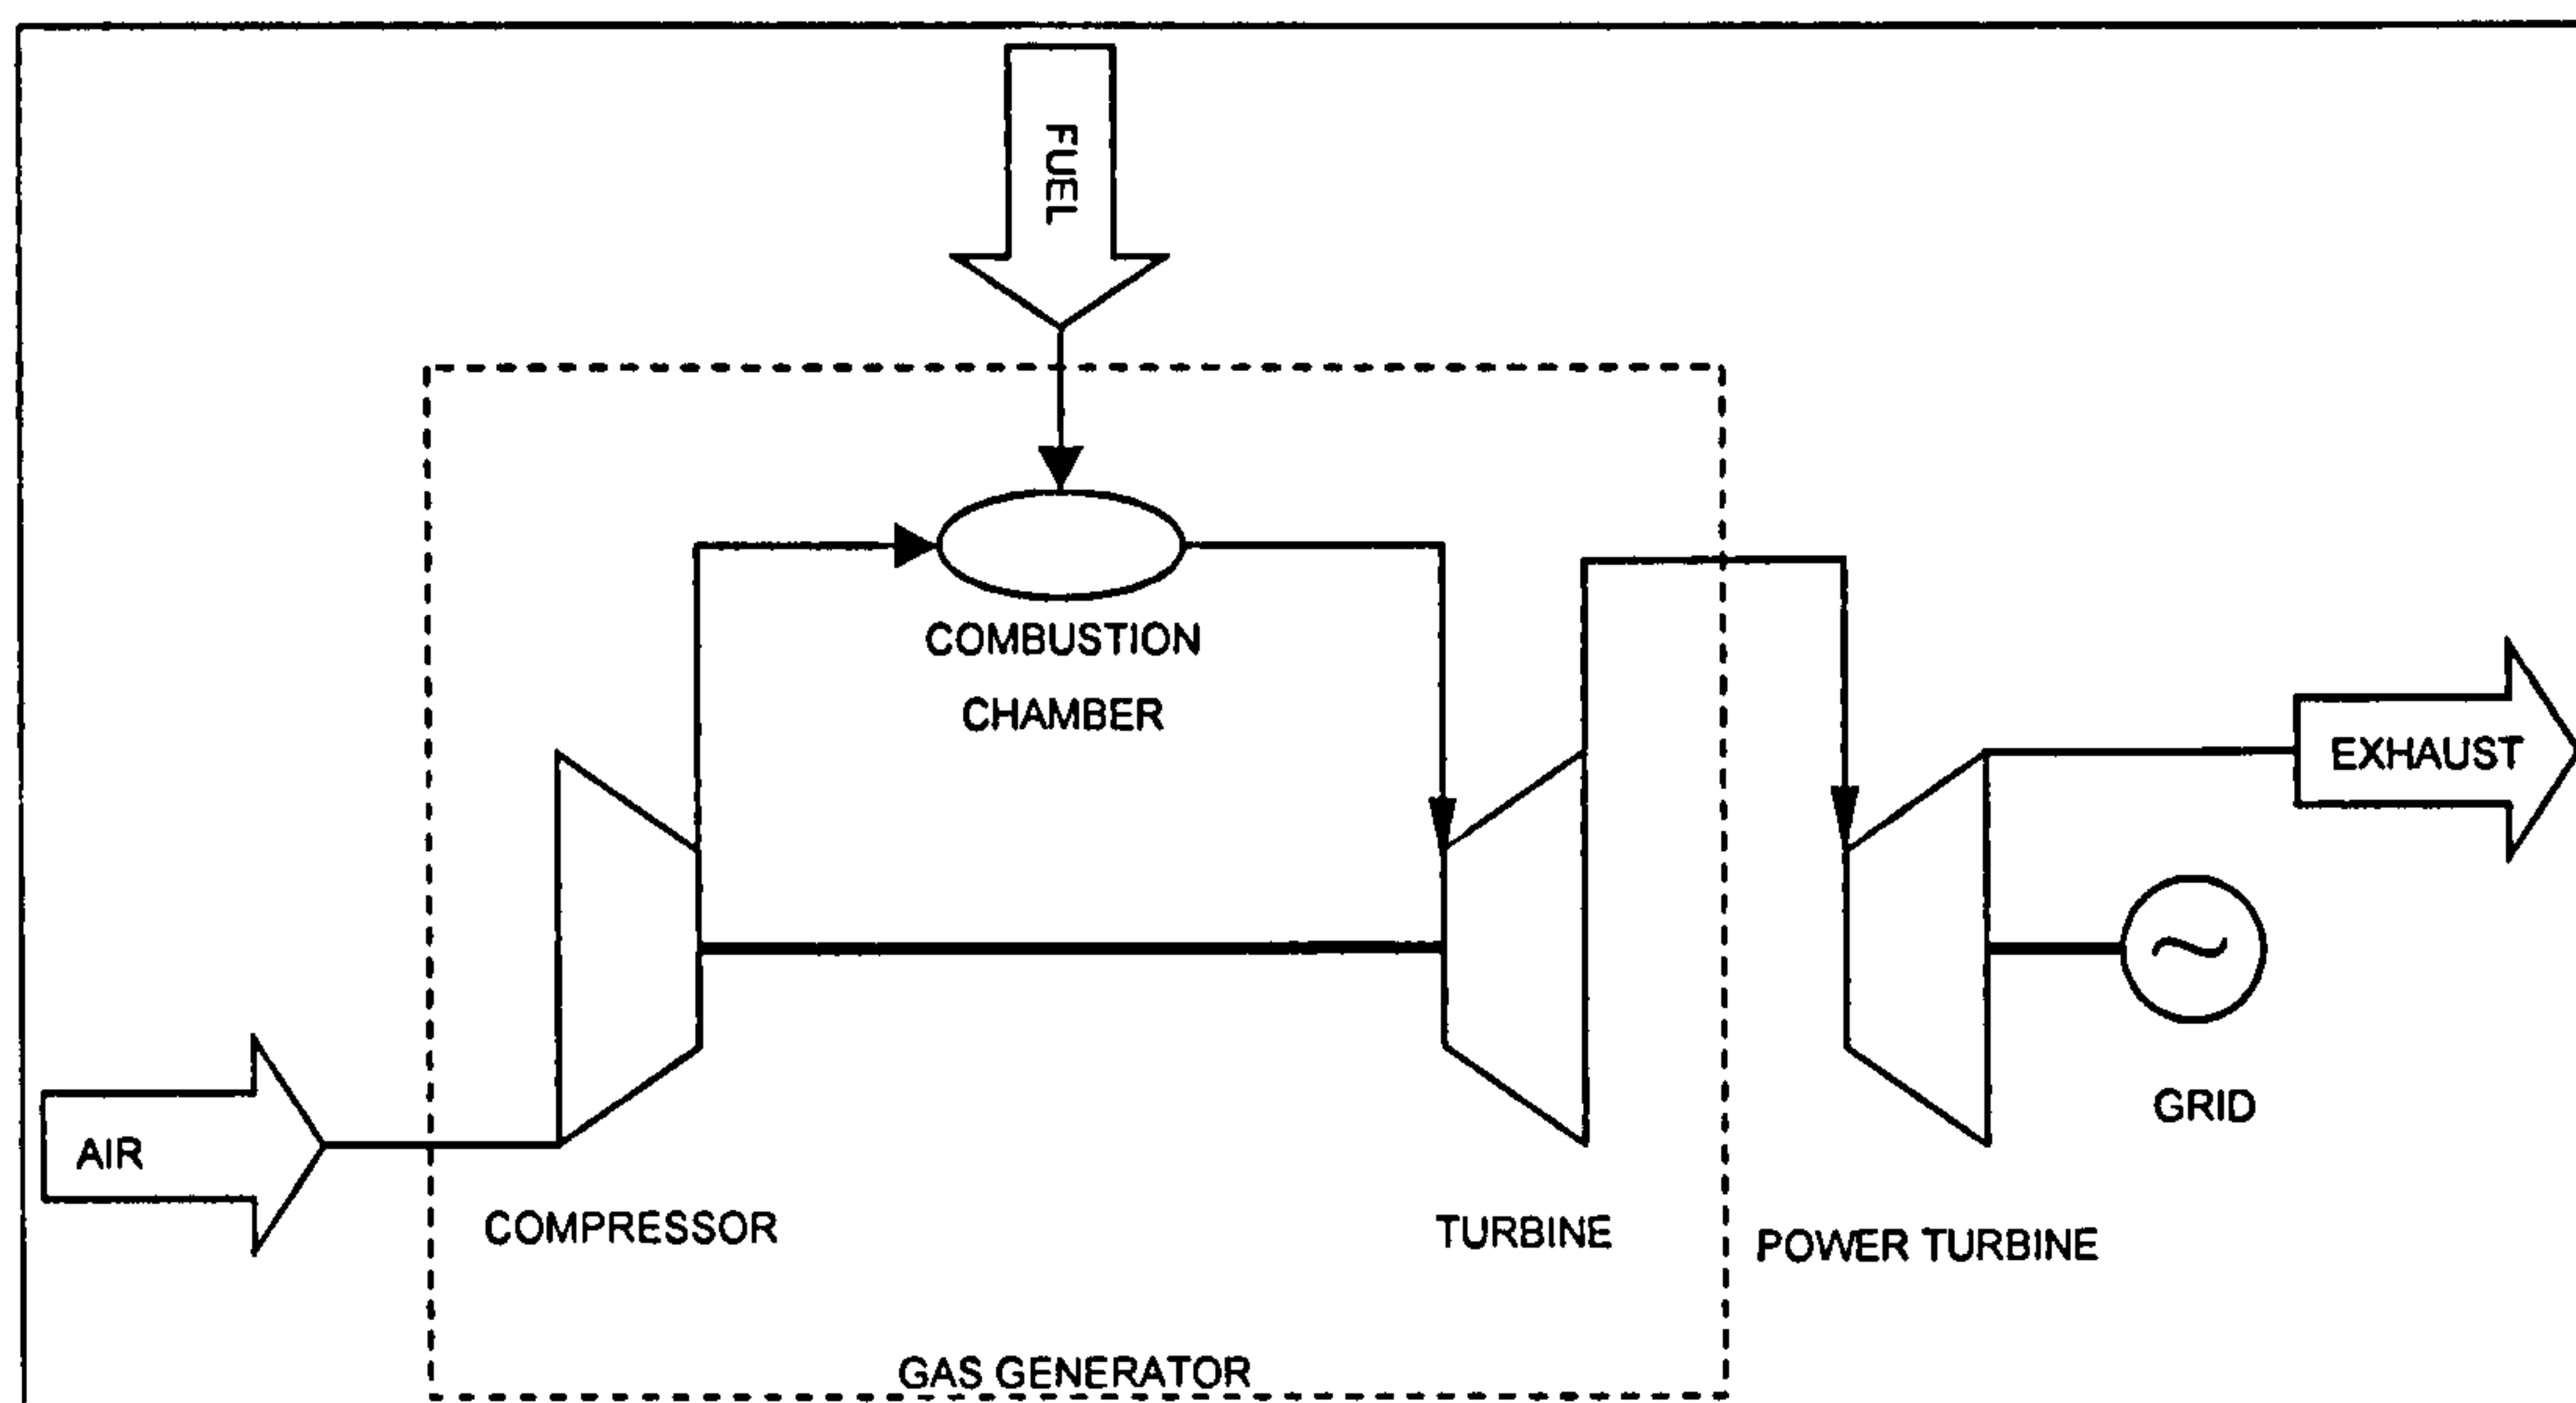 FUEL
COMBUSTION
CHAMBER
EXHAUST
GRID
AIR
COMPRESSOR
TURBINE
POWER TURBINE
GAS GENERATOR